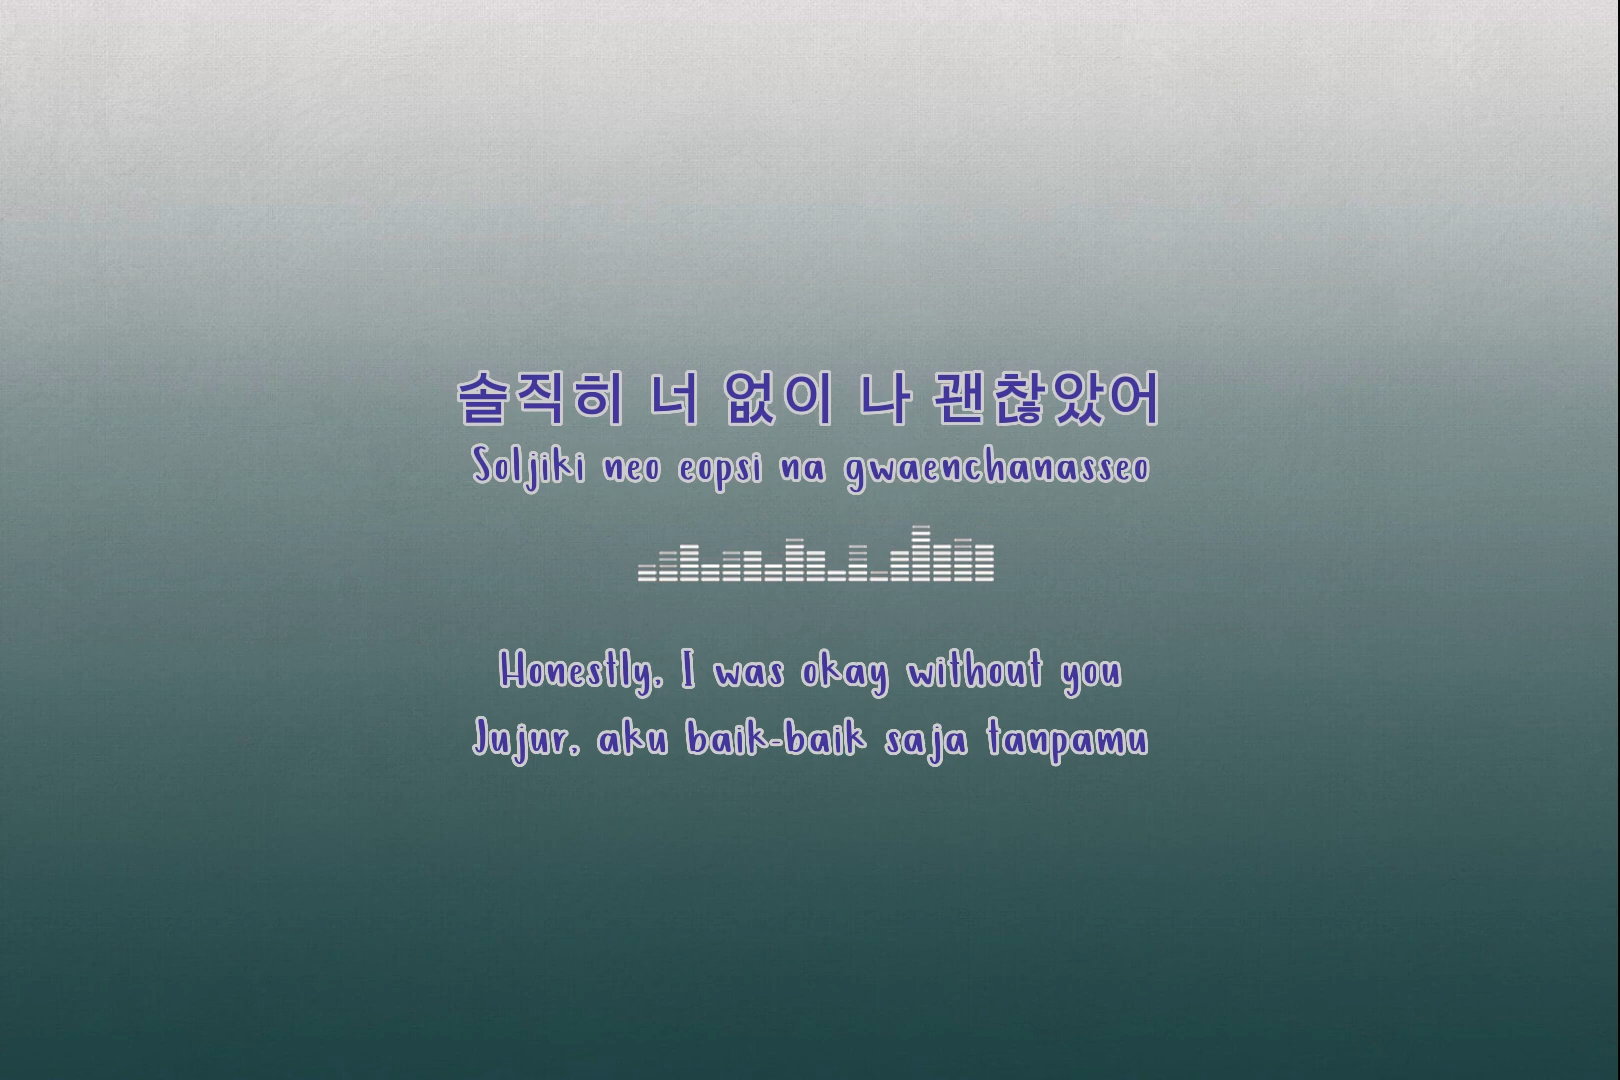 솔직히 너 없이 나 괜찮았어
Soljiki neo eopsi na gwaenchanasseo
Honestly, I was okay without you
Jujur, aku baik-baik saja tanpamu